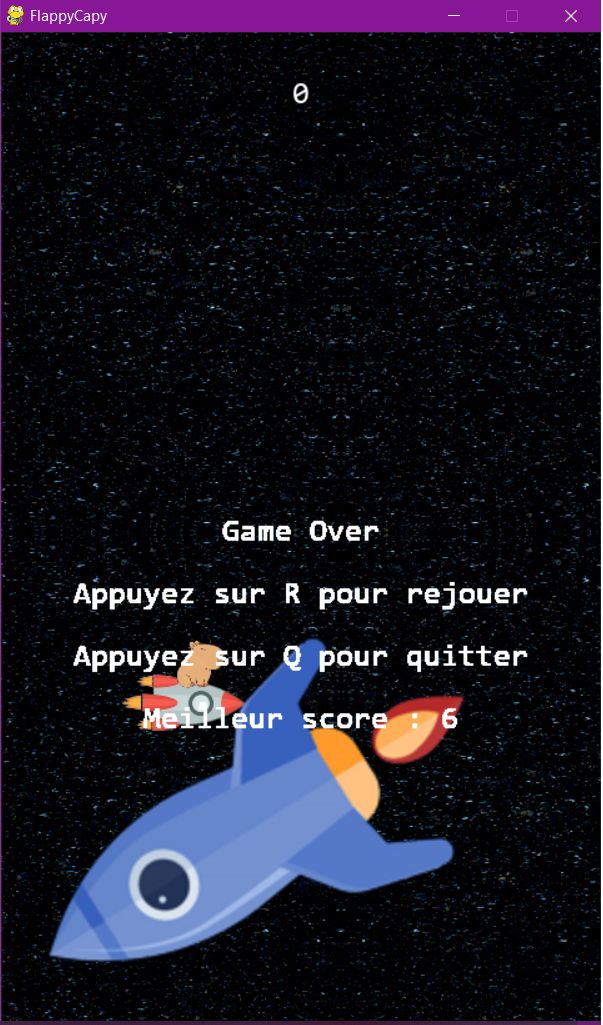 FlappyCapy
0
Game Over
Appuyez sur R pour rejouer
Appuyez sur Q pour quitter
Meilleur score : 6